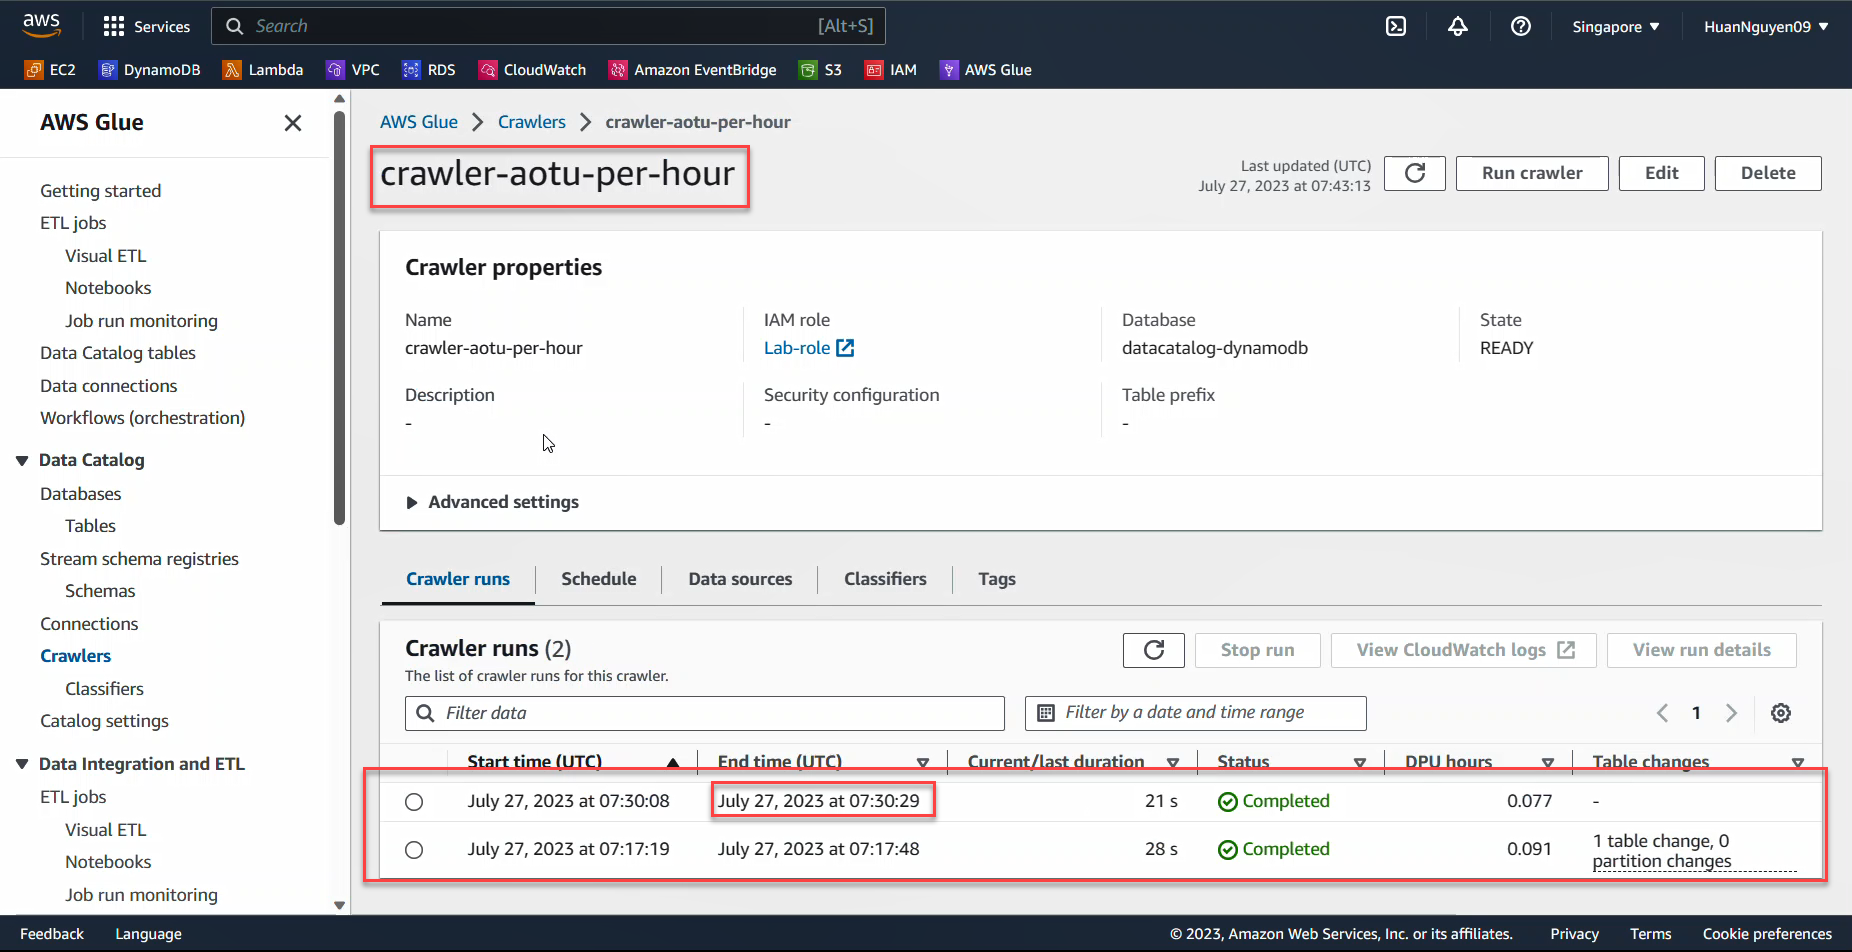 aws
Services
Search
[Alt+S]
Singapore
HuanNguyen09
EC2
DynamoDB
Lambda
VPC
RDS
CloudWatch
Amazon EventBridge
S3
IAM
AWS Glue
AWS Glue
Getting started
ETL jobs
Visual ETL
Notebooks
Job run monitoring
Data Catalog tables
Data connections
Workflows (orchestration)
Data Catalog
Databases
Tables
Stream schema registries
Schemas
Connections
Crawlers
Classifiers
Catalog settings
Data Integration and ETL
ETL jobs
Visual ETL
Notebooks
Job run monitoring
AWS Glue > Crawlers > crawler-aotu-per-hour
crawler-aotu-per-hour
Last updated (UTC)
July 27, 2023 at 07:43:13
Run crawler
Edit
Delete
Crawler properties
Name
crawler-aotu-per-hour
IAM role
Lab-role
Database
datacatalog-dynamodb
State
READY
Description
-
Security configuration
-
Table prefix
-
Advanced settings
Crawler runs
Schedule
Data sources
Classifiers
Tags
Crawler runs (2)
The list of crawler runs for this crawler.
Stop run
View CloudWatch logs
View run details
Filter data
Filter by a date and time range
1
Start time (UTC) End time (UTC) Current/last duration Status DPU hours Table changes
July 27, 2023 at 07:30:08 July 27, 2023 at 07:30:29 21 s Completed 0.077 -
July 27, 2023 at 07:17:19 July 27, 2023 at 07:17:48 28 s Completed 0.091 1 table change, 0
partition changes
Feedback
Language
© 2023, Amazon Web Services, Inc. or its affiliates.
Privacy
Terms
Cookie preferences